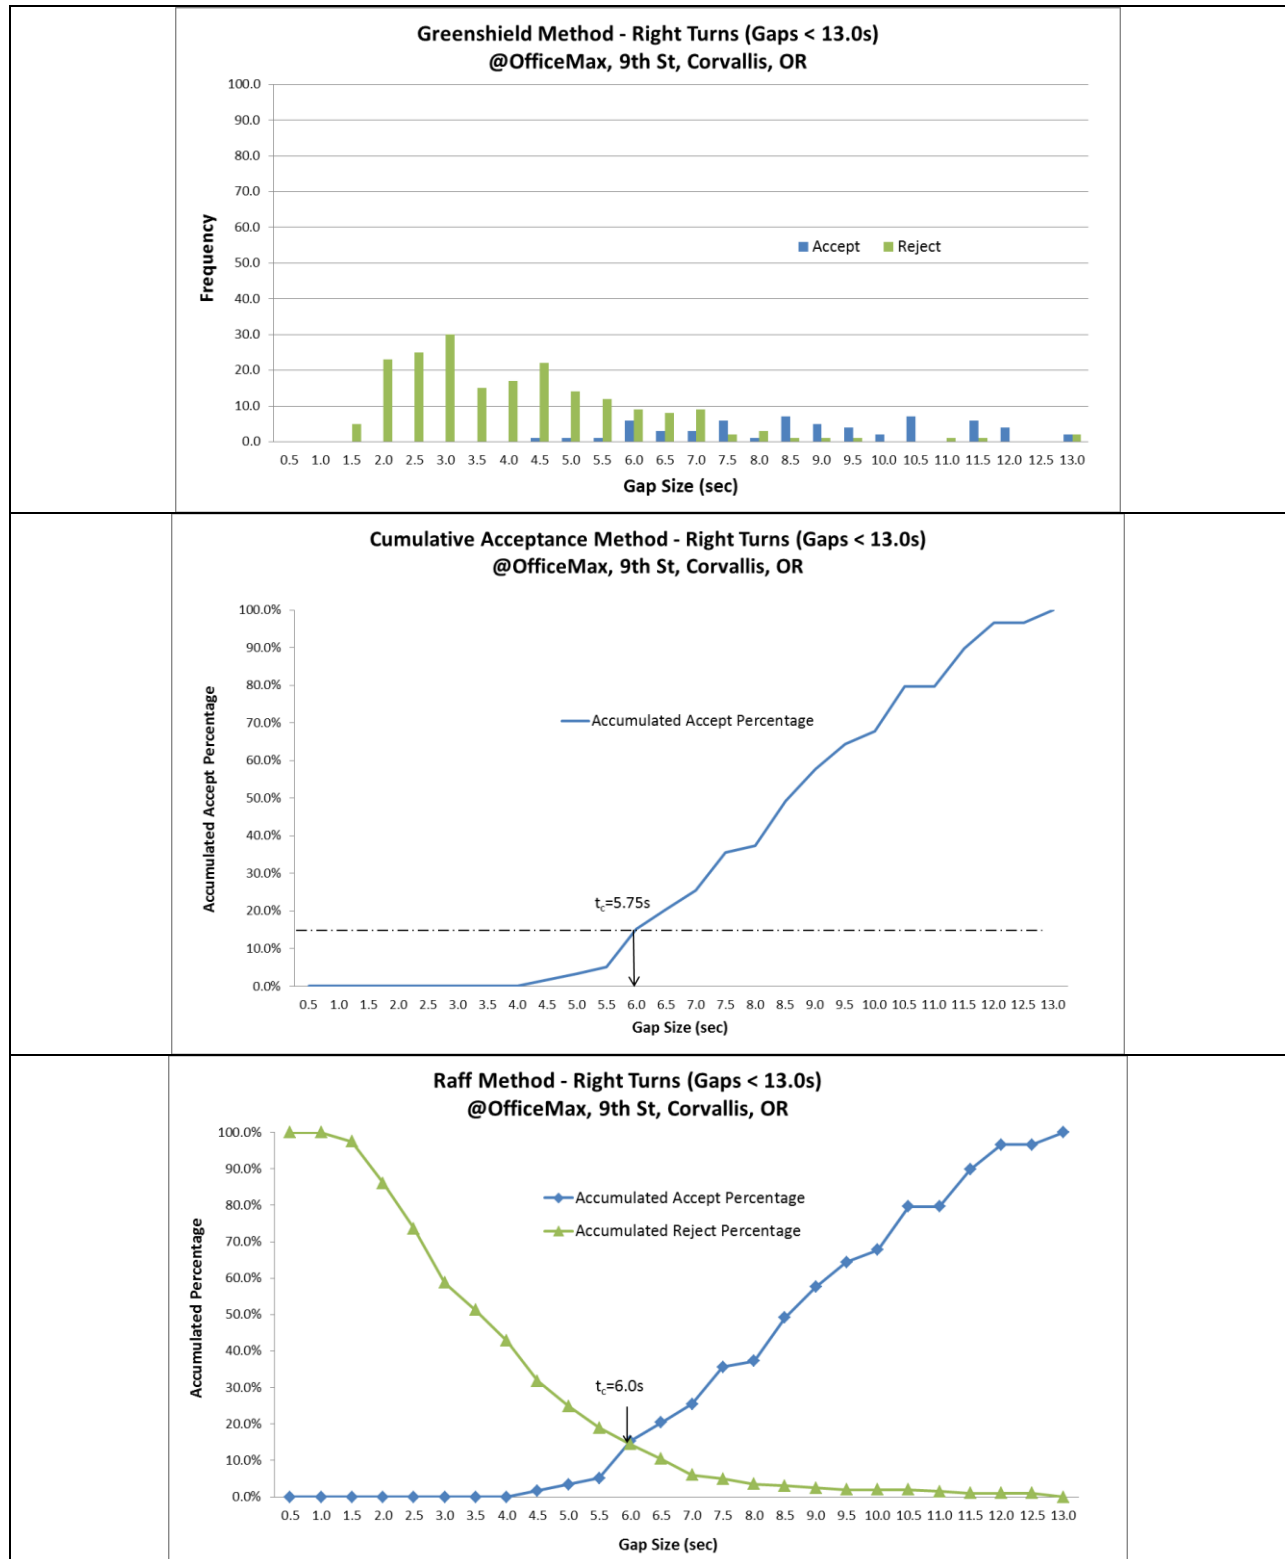 Greenshield Method - Right Turns (Gaps < 13.0s)
@OfficeMax, 9th St, Corvallis, OR
100.0
90.0
80.0
70.0
60.0
50.0
40.0
30.0
20.0
10.0
0.0
Frequency
Accept Reject
0.5 1.0 1.5 2.0 2.5 3.0 3.5 4.0 4.5 5.0 5.5 6.0 6.5 7.0 7.5 8.0 8.5 9.0 9.5 10.0 10.5 11.0 11.5 12.0 12.5 13.0
Gap Size (sec)
Cumulative Acceptance Method - Right Turns (Gaps < 13.0s)
@OfficeMax, 9th St, Corvallis, OR
100.0%
90.0%
80.0%
70.0%
60.0%
50.0%
40.0%
30.0%
20.0%
10.0%
0.0%
Accumulated Accept Percentage
Accumulated Accept Percentage
tc=5.75s
0.5 1.0 1.5 2.0 2.5 3.0 3.5 4.0 4.5 5.0 5.5 6.0 6.5 7.0 7.5 8.0 8.5 9.0 9.5 10.0 10.5 11.0 11.5 12.0 12.5 13.0
Gap Size (sec)
Raff Method - Right Turns (Gaps < 13.0s)
@OfficeMax, 9th St, Corvallis, OR
100.0%
90.0%
80.0%
70.0%
60.0%
50.0%
40.0%
30.0%
20.0%
10.0%
0.0%
Accumulated Percentage
Accumulated Accept Percentage
Accumulated Reject Percentage
tc=6.0s
0.5 1.0 1.5 2.0 2.5 3.0 3.5 4.0 4.5 5.0 5.5 6.0 6.5 7.0 7.5 8.0 8.5 9.0 9.5 10.0 10.5 11.0 11.5 12.0 12.5 13.0
Gap Size (sec)